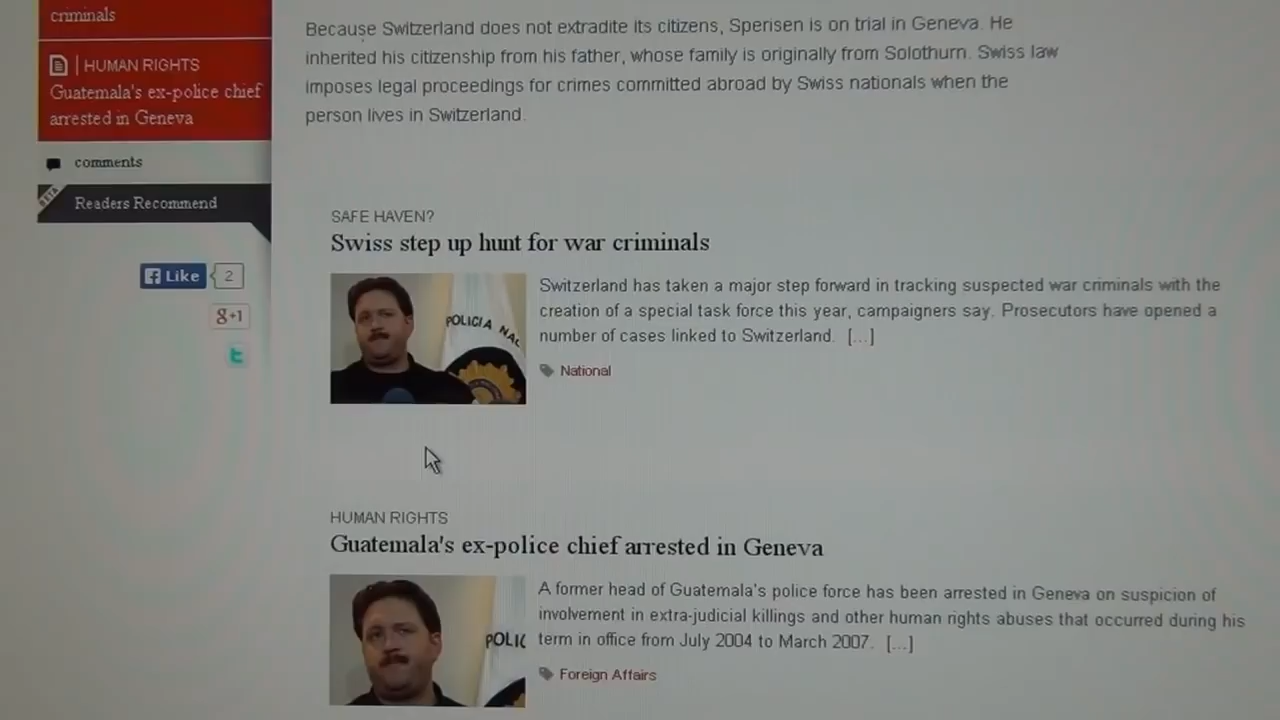 criminals
HUMAN RIGHTS
Guatemala's ex-police chief
arrested in Geneva
comments
BETA
Readers Recommend
Like 2
g+1
t
Because Switzerland does not extradite its citizens, Sperisen is on trial in Geneva. He
inherited his citizenship from his father, whose family is originally from Solothurn. Swiss law
imposes legal proceedings for crimes committed abroad by Swiss nationals when the
person lives in Switzerland.
SAFE HAVEN?
Swiss step up hunt for war criminals
POLICIA NAC
Switzerland has taken a major step forward in tracking suspected war criminals with the
creation of a special task force this year, campaigners say. Prosecutors have opened a
number of cases linked to Switzerland. [...]
National
HUMAN RIGHTS
Guatemala's ex-police chief arrested in Geneva
POLIC
A former head of Guatemala's police force has been arrested in Geneva on suspicion of
involvement in extra-judicial killings and other human rights abuses that occurred during his
term in office from July 2004 to March 2007. [...]
Foreign Affairs